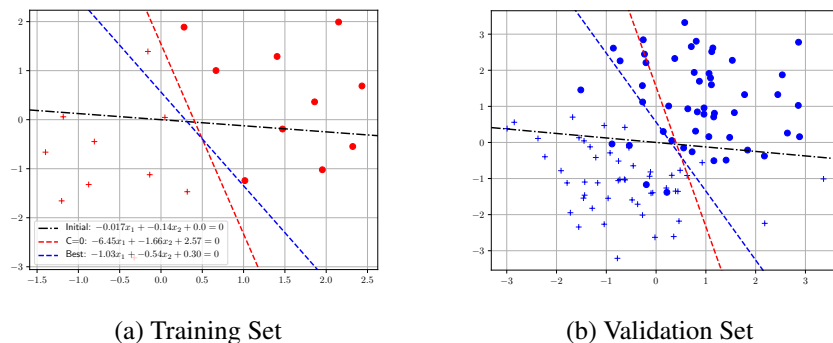 2
1
0
−1
−2
−3
−1.5 −1.0 −0.5 0.0 0.5 1.0 1.5 2.0 2.5
Initial: −0.017x₁ + −0.14x₂ + 0.0 = 0
C=0: −6.45x₁ + −1.66x₂ + 2.57 = 0
Best: −1.03x₁ + −0.54x₂ + 0.30 = 0
(a) Training Set
3
2
1
0
−1
−2
−3
−3 −2 −1 0 1 2 3
(b) Validation Set